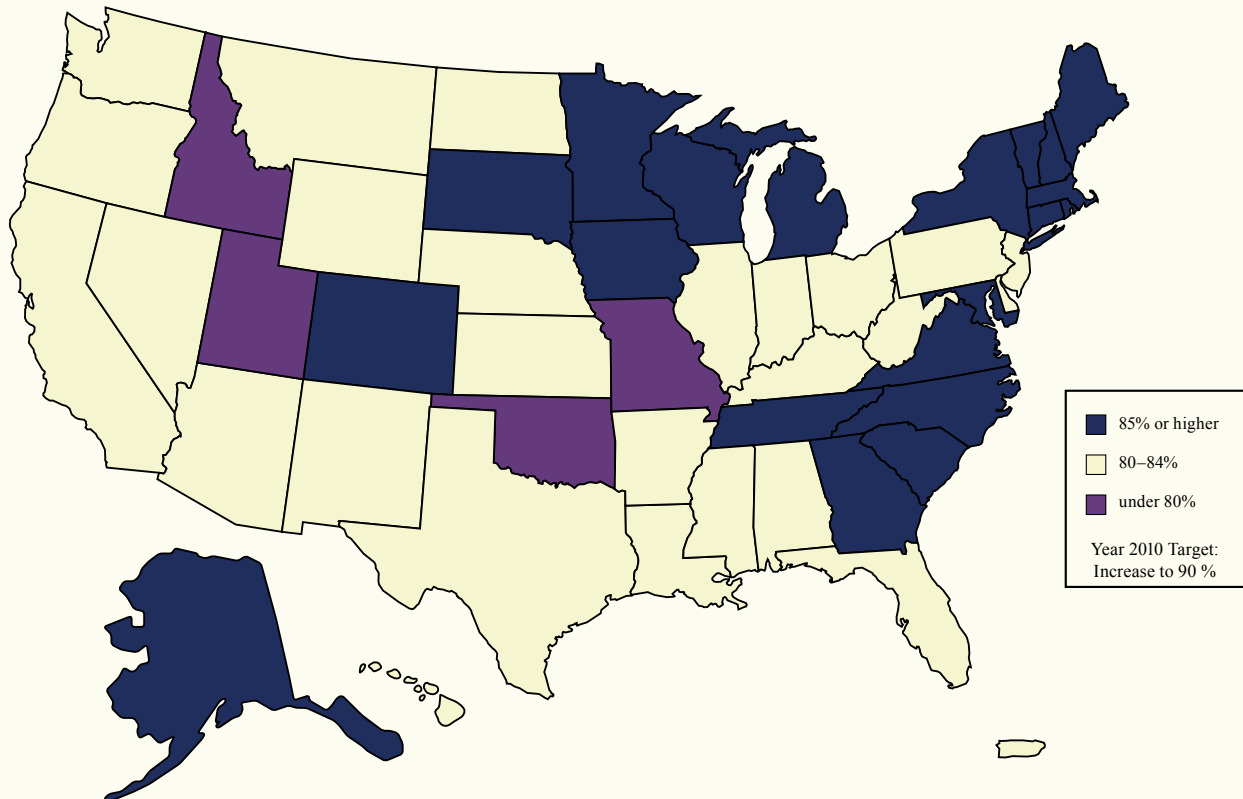 85% or higher
80–84%
under 80%
Year 2010 Target:
Increase to 90 %